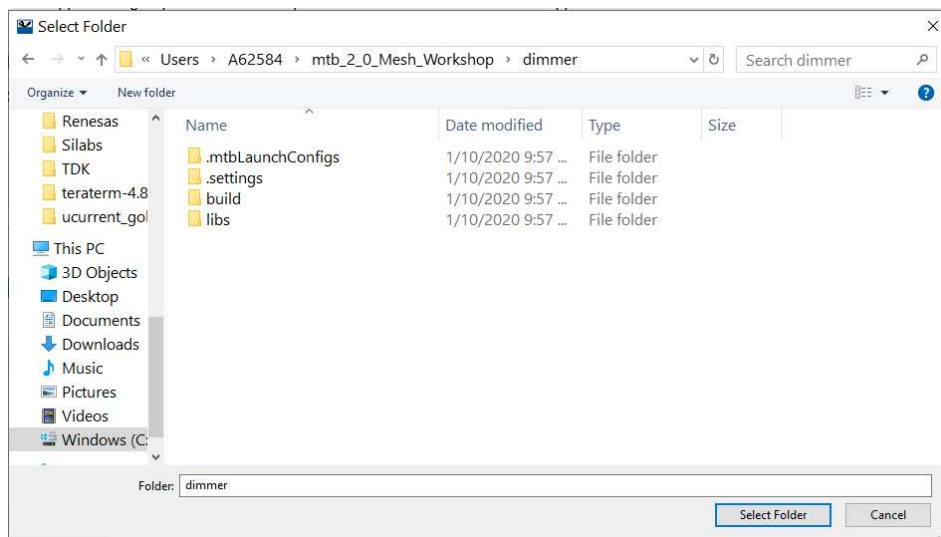 Select Folder
« Users › A62584 › mtb_2_0_Mesh_Workshop › dimmer
Search dimmer
Organize
New folder
Name Date modified Type Size
Renesas
Silabs
TDK
teraterm-4.8
ucurrent_gol
This PC
3D Objects
Desktop
Documents
Downloads
Music
Pictures
Videos
Windows (C:
.mtbLaunchConfigs 1/10/2020 9:57 ... File folder
.settings 1/10/2020 9:57 ... File folder
build 1/10/2020 9:57 ... File folder
libs 1/10/2020 9:57 ... File folder
Folder: dimmer
Select Folder Cancel